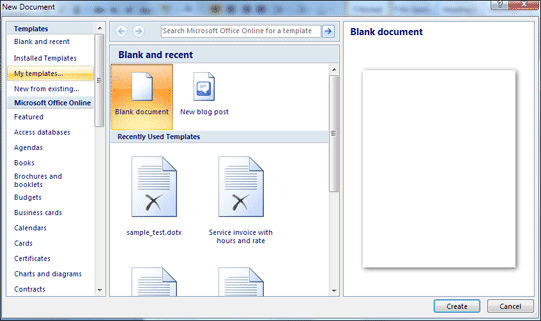 New Document
Templates
Blank and recent
Installed Templates
My templates...
New from existing...
Microsoft Office Online
Featured
Access databases
Agendas
Books
Brochures and
booklets
Budgets
Business cards
Calendars
Cards
Certificates
Charts and diagrams
Contracts
Search Microsoft Office Online for a template
Blank and recent
Blank document
New blog post
Recently Used Templates
sample_test.dotx
Service invoice with
hours and rate
Blank document
Create
Cancel